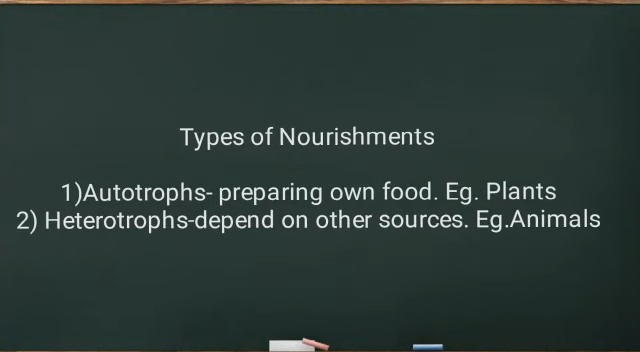 Types of Nourishments
1)Autotrophs- preparing own food. Eg. Plants
2) Heterotrophs-depend on other sources. Eg.Animals